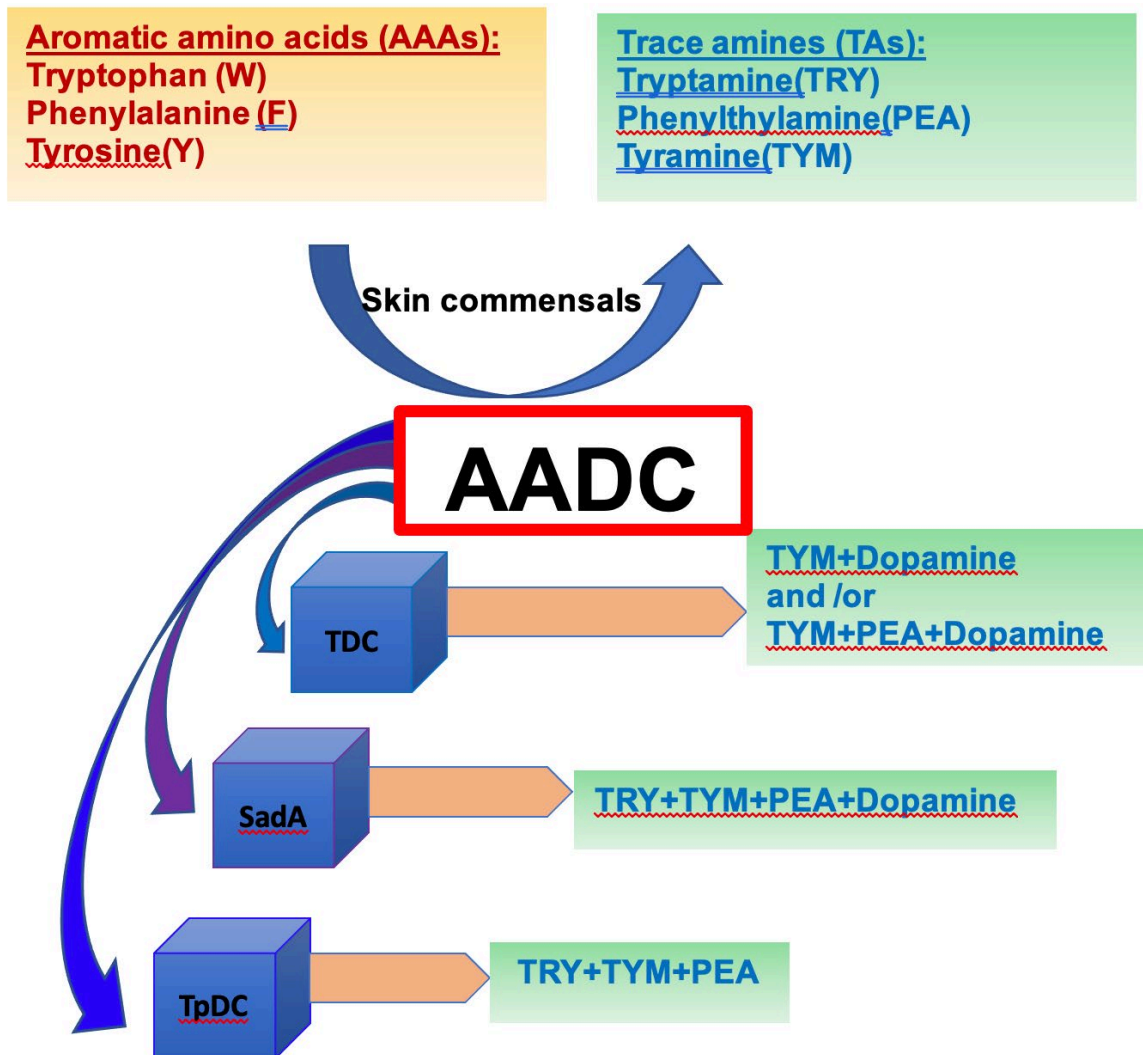 Aromatic amino acids (AAAs):
Tryptophan (W)
Phenylalanine (F)
Tyrosine(Y)
Trace amines (TAs):
Tryptamine(TRY)
Phenylthylamine(PEA)
Tyramine(TYM)
Skin commensals
AADC
TDC
TYM+Dopamine
and /or
TYM+PEA+Dopamine
SadA
TRY+TYM+PEA+Dopamine
TpDC
TRY+TYM+PEA